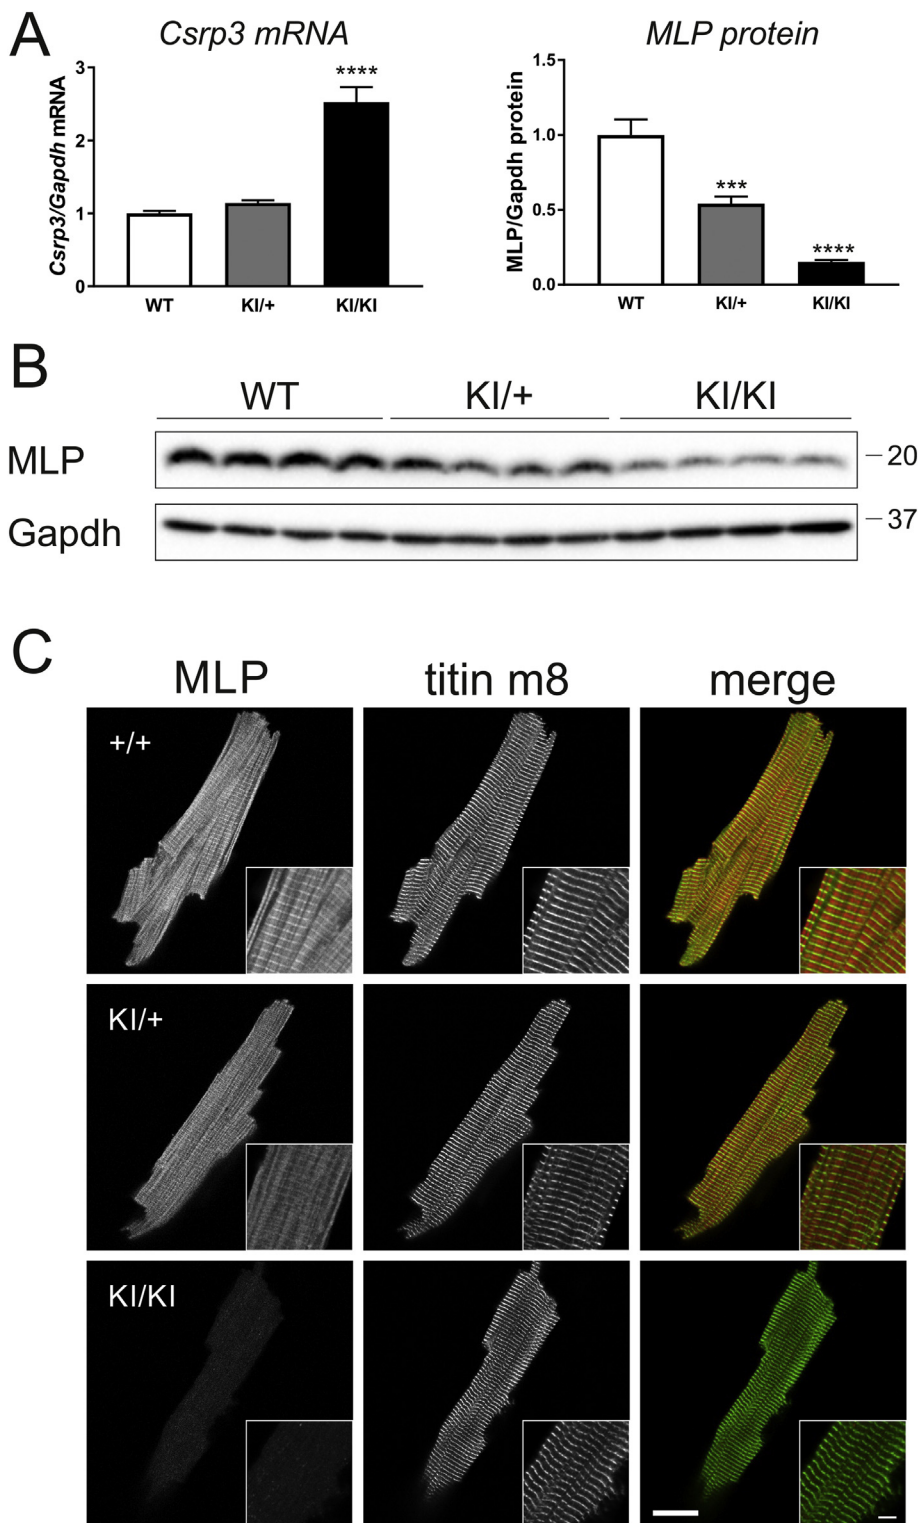 A
Csrp3 mRNA
MLP protein
Csrp3/Gapdh mRNA
3
2
1
0
****
WT
KI/+
KI/KI
MLP/Gapdh protein
1.5
1.0
0.5
0.0
***
****
WT
KI/+
KI/KI
B
WT
KI/+
KI/KI
MLP
20
Gapdh
37
C
MLP
titin m8
merge
+/+
KI/+
KI/KI